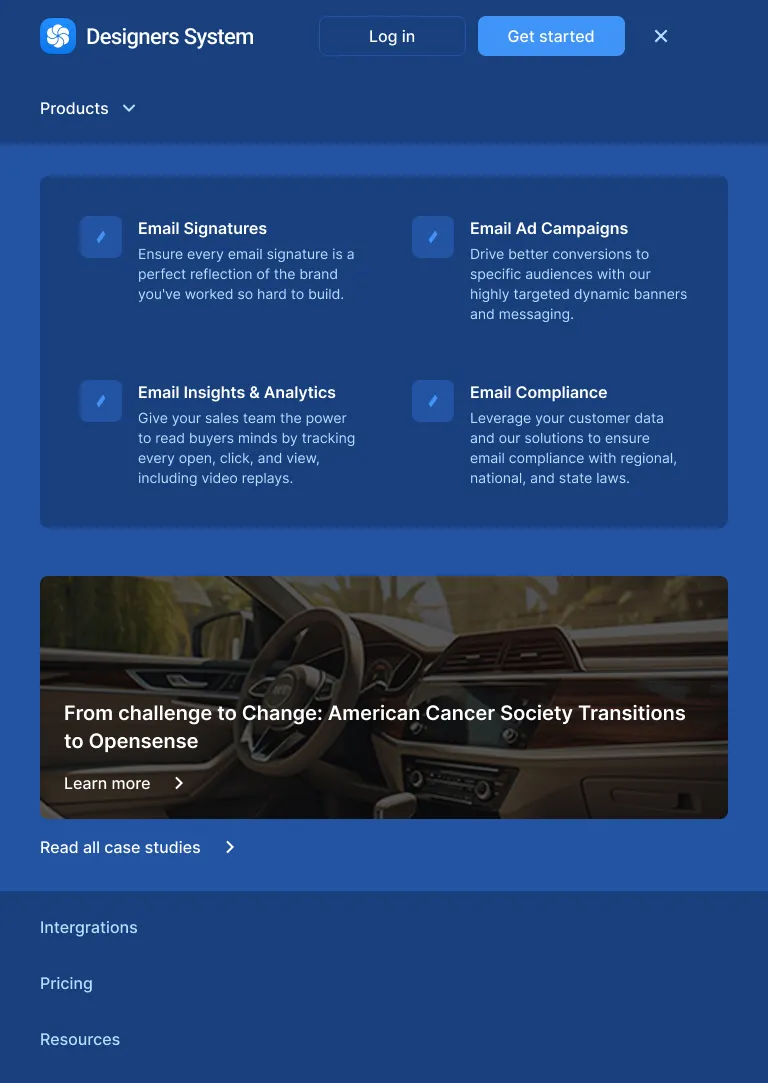 Designers System
Log in
Get started
Products
Email Signatures
Ensure every email signature is a
perfect reflection of the brand
you've worked so hard to build.
Email Ad Campaigns
Drive better conversions to
specific audiences with our
highly targeted dynamic banners
and messaging.
Email Insights & Analytics
Give your sales team the power
to read buyers minds by tracking
every open, click, and view,
including video replays.
Email Compliance
Leverage your customer data
and our solutions to ensure
email compliance with regional,
national, and state laws.
From challenge to Change: American Cancer Society Transitions
to Opensense
Learn more
Read all case studies
Intergrations
Pricing
Resources